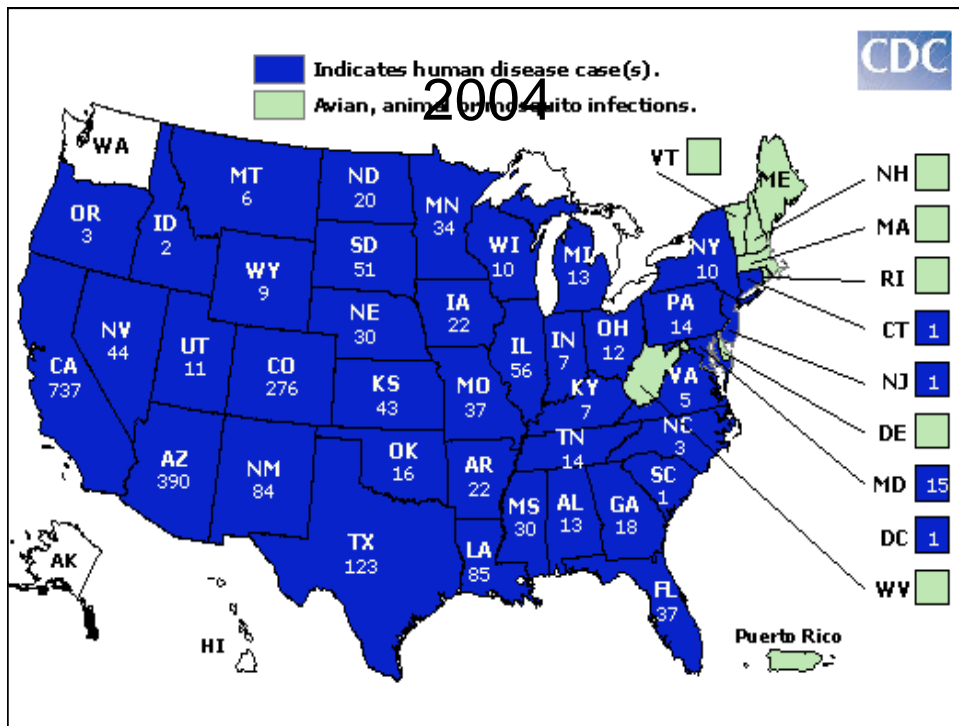 CDC
Indicates human disease case(s).
2004
Avian, animal or mosquito infections.
WA
VT
ME
NH
MT
6
ND
20
MN
34
OR
3
ID
2
MA
SD
51
WI
10
MI
13
NY
10
WY
9
RI
IA
22
PA
14
NE
30
NV
44
OH
12
CT 1
UT
11
IL
56
IN
7
CA
737
CO
276
VA
5
NJ 1
KS
43
MO
37
KY
7
NC
3
DE
TN
14
AZ
390
NM
84
OK
16
AR
22
SC
1
MD 15
MS
30
AL
13
GA
18
DC 1
TX
123
LA
85
AK
FL
37
WV
HI
Puerto Rico